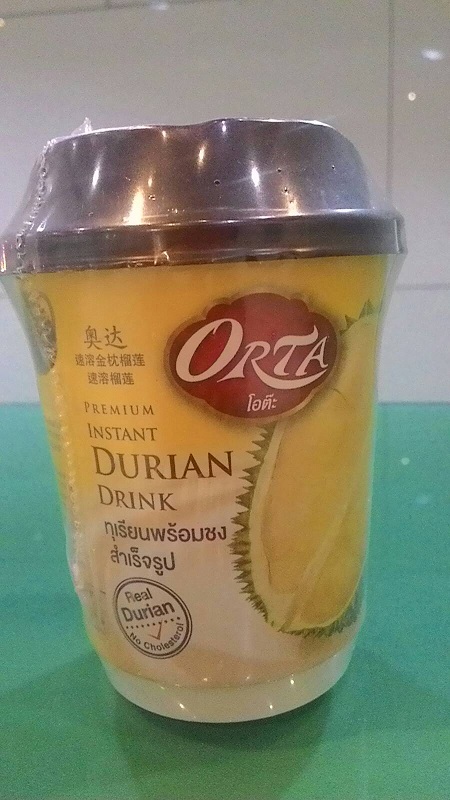 ORTA
โอต๊ะ
奥达
速溶金枕榴莲
速溶榴莲
PREMIUM
INSTANT
DURIAN
DRINK
ทุเรียนพร้อมชง
สำเร็จรูป
Real
Durian
No Cholesterol